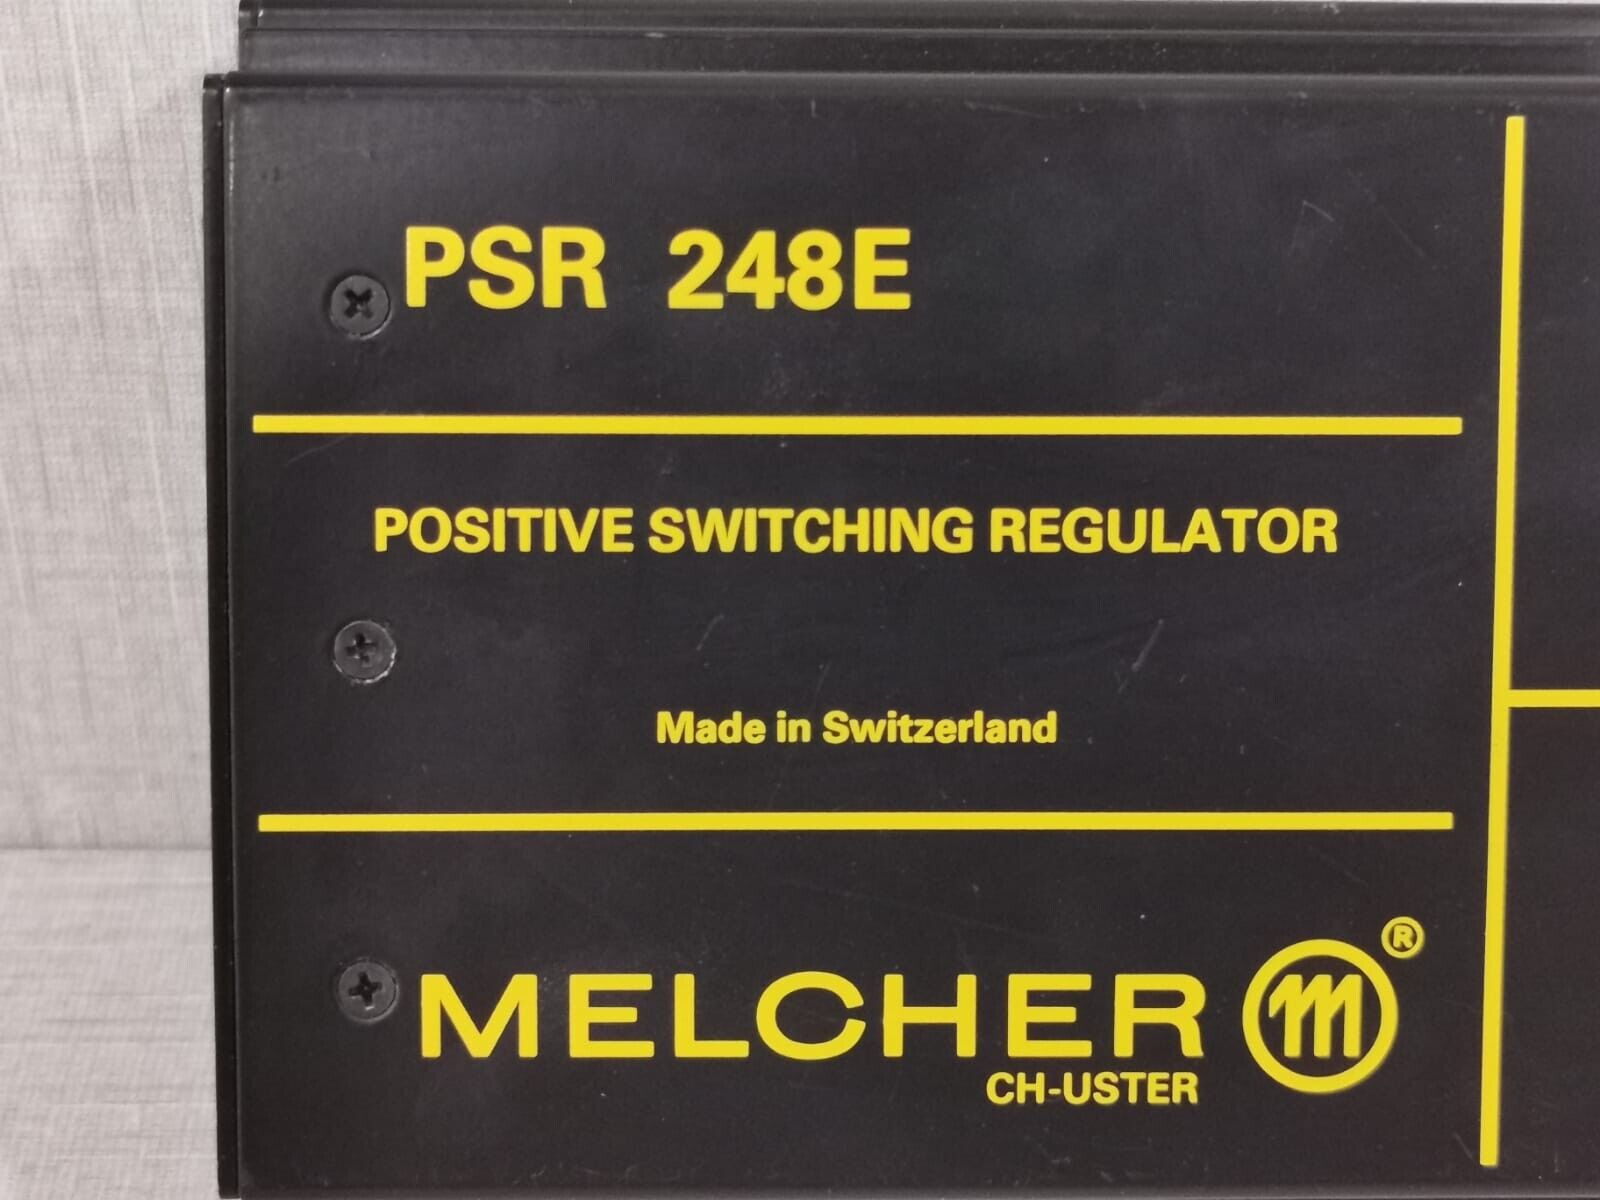 PSR 248E
POSITIVE SWITCHING REGULATOR
Made in Switzerland
MELCHER m ®
CH-USTER